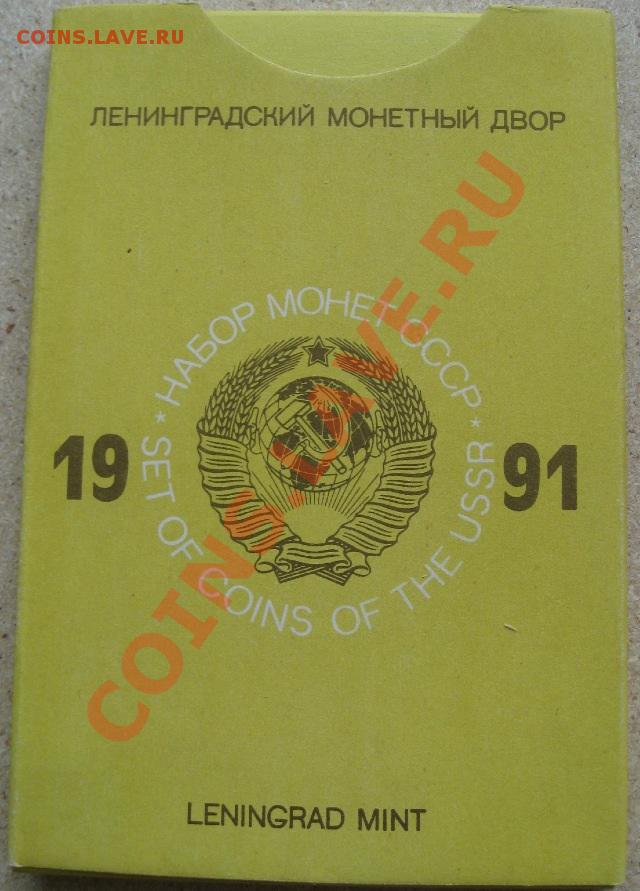 COINS.LAVE.RU
ЛЕНИНГРАДСКИЙ МОНЕТНЫЙ ДВОР
* НАБОР МОНЕТ СССР *
19 91
SET OF COINS OF THE USSR
COINS.LAVE.RU
LENINGRAD MINT